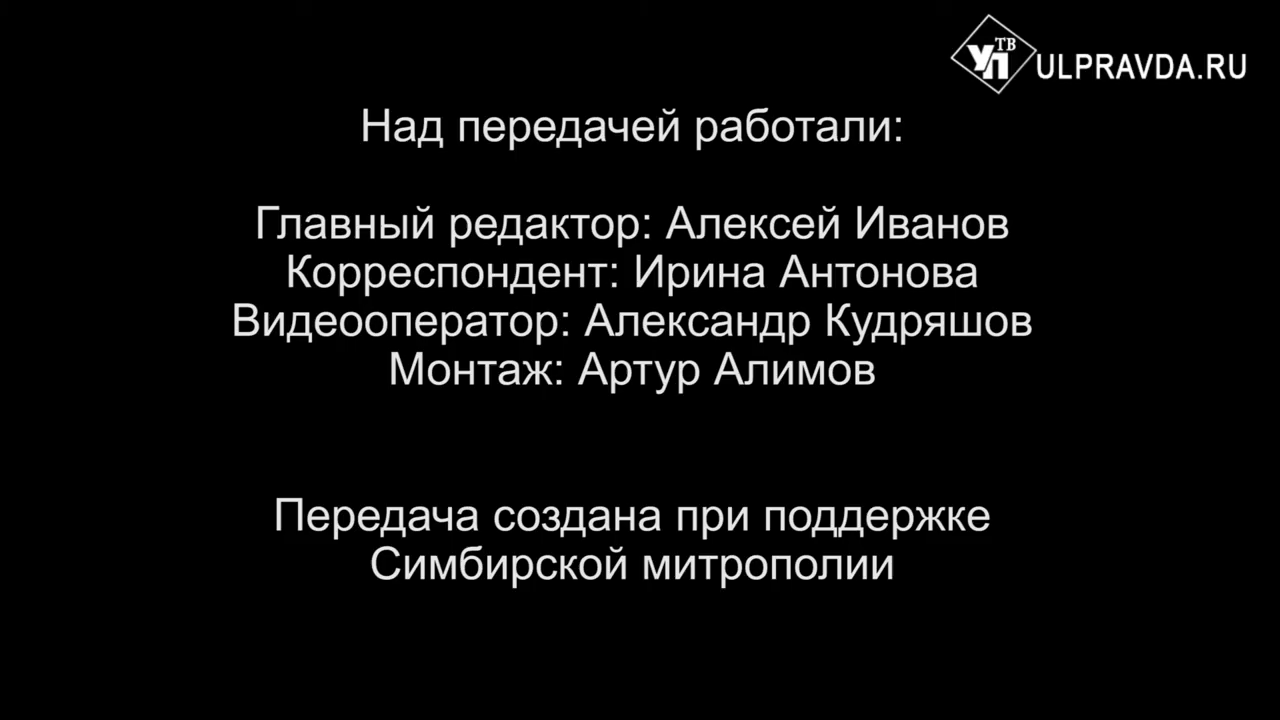 УП ТВ
ULPRAVDA.RU
Над передачей работали:
Главный редактор: Алексей Иванов
Корреспондент: Ирина Антонова
Видеооператор: Александр Кудряшов
Монтаж: Артур Алимов
Передача создана при поддержке
Симбирской митрополии